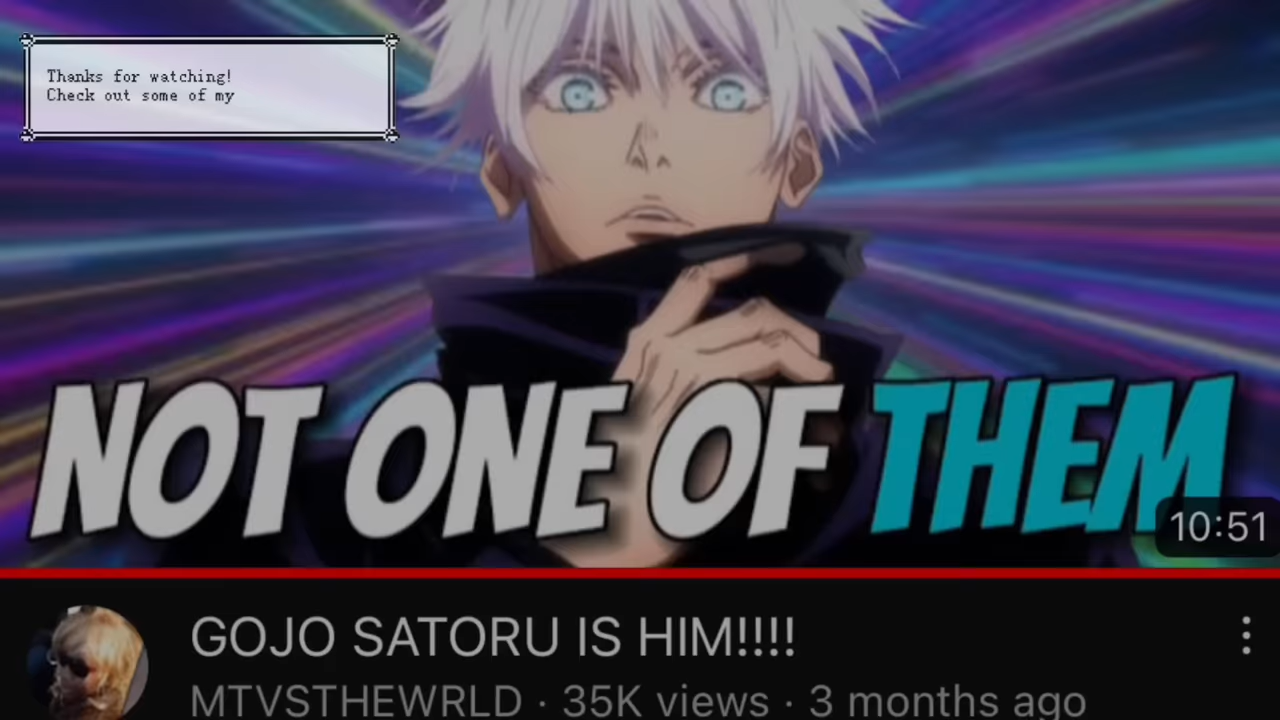 Thanks for watching!
Check out some of my
NOT ONE OF THEM
10:51
GOJO SATORU IS HIM!!!!
MTVSTHEWRLD · 35K views · 3 months ago